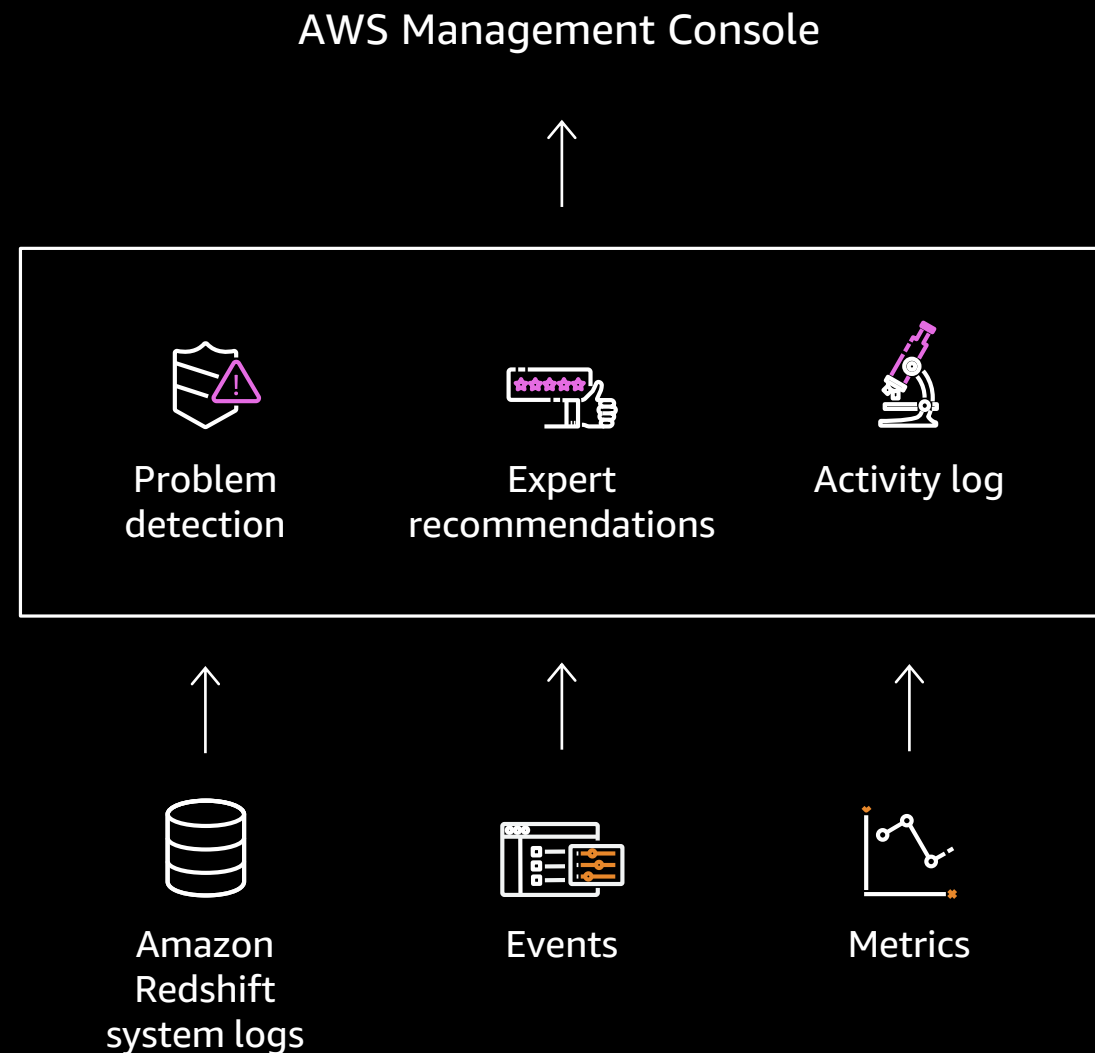 AWS Management Console
Problem
detection
Expert
recommendations
Activity log
Amazon
Redshift
system logs
Events
Metrics